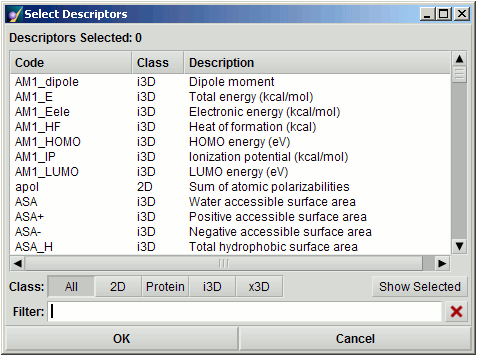 Select Descriptors
Descriptors Selected: 0
Code Class Description
AM1_dipole i3D Dipole moment
AM1_E i3D Total energy (kcal/mol)
AM1_Eele i3D Electronic energy (kcal/mol)
AM1_HF i3D Heat of formation (kcal)
AM1_HOMO i3D HOMO energy (eV)
AM1_IP i3D Ionization potential (kcal/mol)
AM1_LUMO i3D LUMO energy (eV)
apol 2D Sum of atomic polarizabilities
ASA i3D Water accessible surface area
ASA+ i3D Positive accessible surface area
ASA- i3D Negative accessible surface area
ASA_H i3D Total hydrophobic surface area
Class: All 2D Protein i3D x3D Show Selected
Filter:
OK Cancel